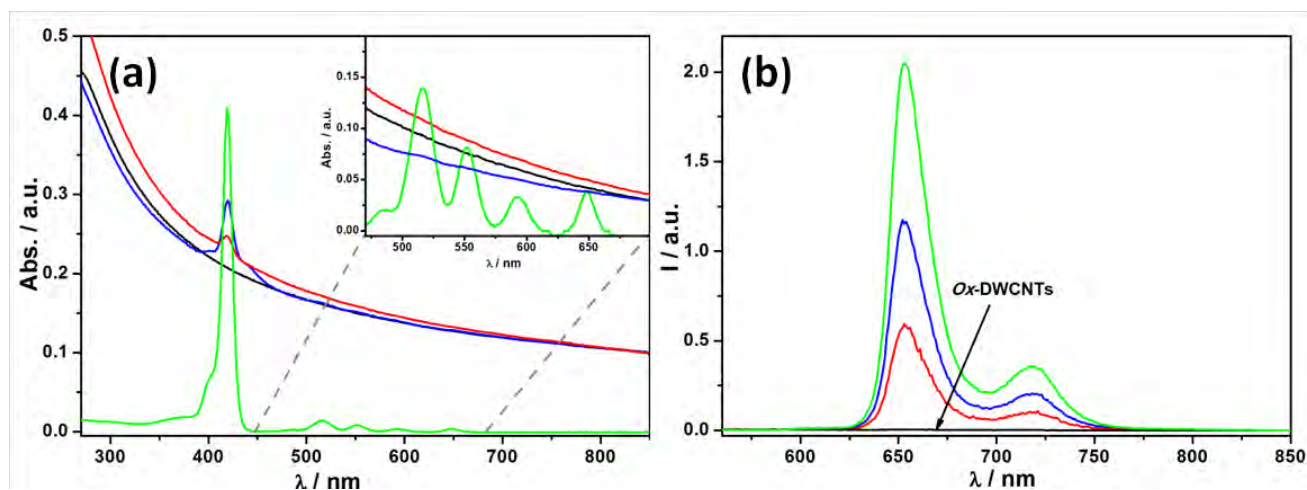 (a)
Abs. / a.u.
0.5
0.4
0.3
0.2
0.1
0.0
300 400 500 600 700 800
λ / nm
Abs. / a.u.
0.15
0.10
0.05
0.00
500 550 600 650
λ / nm
(b)
I / a.u.
2.0
1.5
1.0
0.5
0.0
Ox-DWCNTs
600 650 700 750 800 850
λ / nm